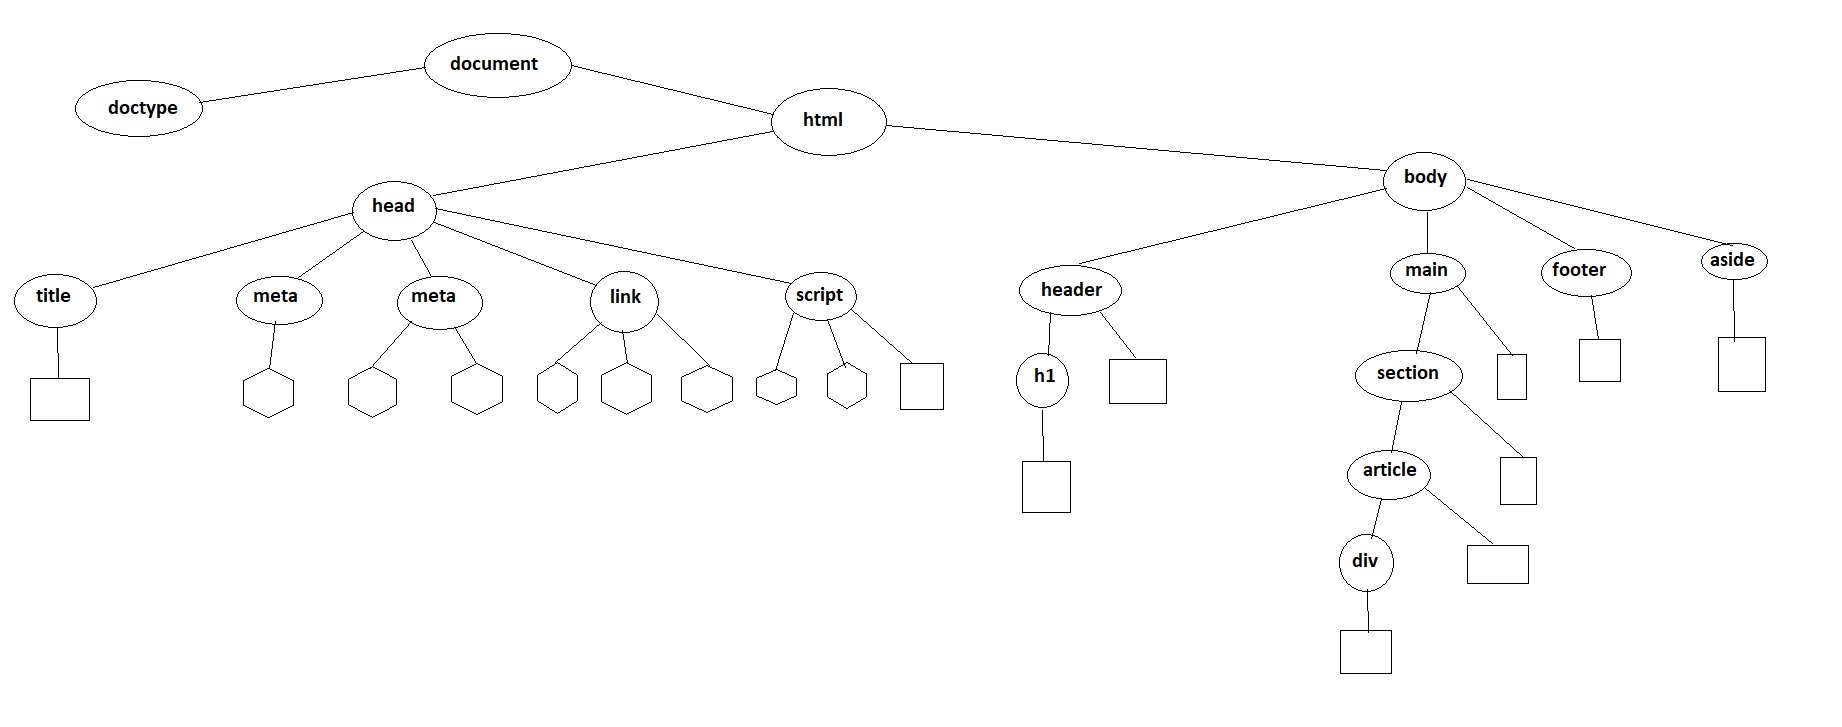 document
doctype
html
body
head
title
meta
meta
link
script
header
main
footer
aside
h1
section
article
div